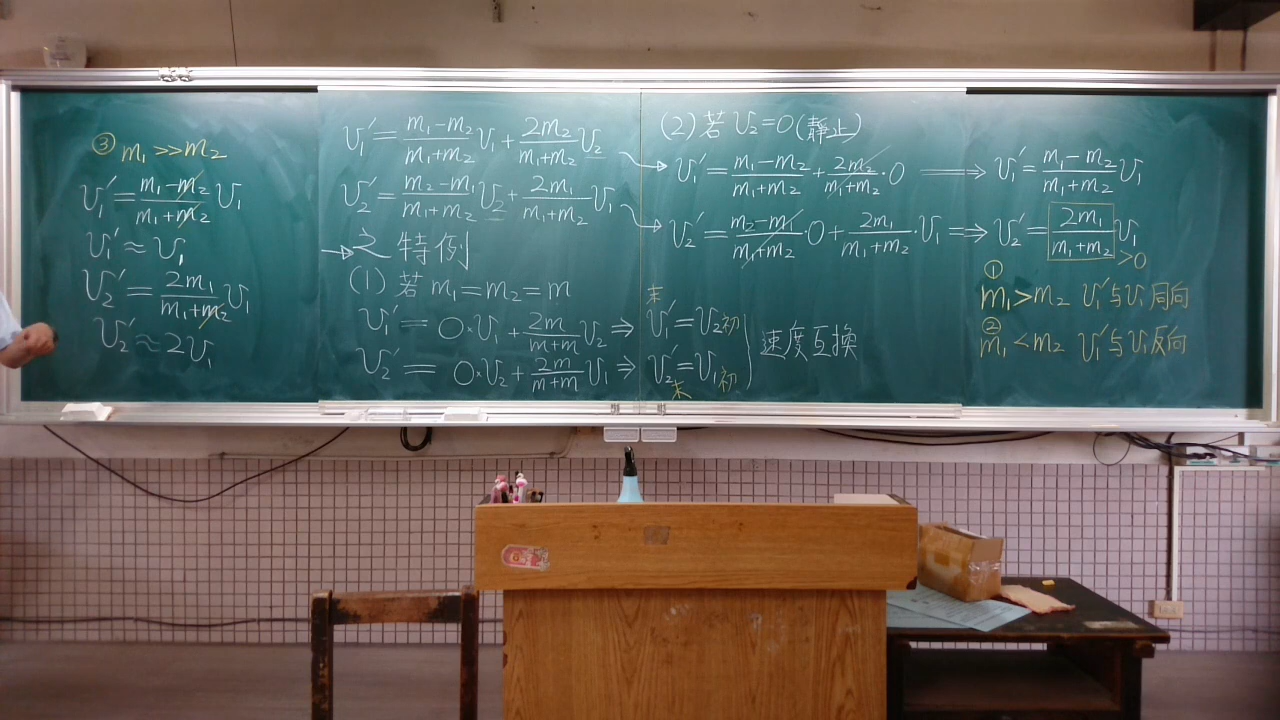 ③ m₁ >> m₂
v₁' = (m₁-m₂)/(m₁+m₂) v₁
v₁' ≈ v₁
v₂' = 2m₁/(m₁+m₂) v₁
v₂' ≈ 2v₁
v₁' = (m₁-m₂)/(m₁+m₂) v₁ + 2m₂/(m₁+m₂) v₂
v₂' = (m₂-m₁)/(m₁+m₂) v₂ + 2m₁/(m₁+m₂) v₁
→之特例
(1) 若 m₁=m₂=m
v₁' = 0·v₁ + 2m/(m+m) v₂ ⇒ v₁'末 = v₂初
v₂' = 0·v₂ + 2m/(m+m) v₁ ⇒ v₂'末 = v₁初
速度互換
(2) 若 v₂=0 (靜止)
v₁' = (m₁-m₂)/(m₁+m₂) + 2m₂/(m₁+m₂)·0 ⇒ v₁' = (m₁-m₂)/(m₁+m₂) v₁
v₂' = (m₂-m₁)/(m₁+m₂)·0 + 2m₁/(m₁+m₂)·v₁ ⇒ v₂' = 2m₁/(m₁+m₂) v₁
>0
① m₁>m₂ v₁'与v₁同向
② m₁<m₂ v₁'与v₁反向